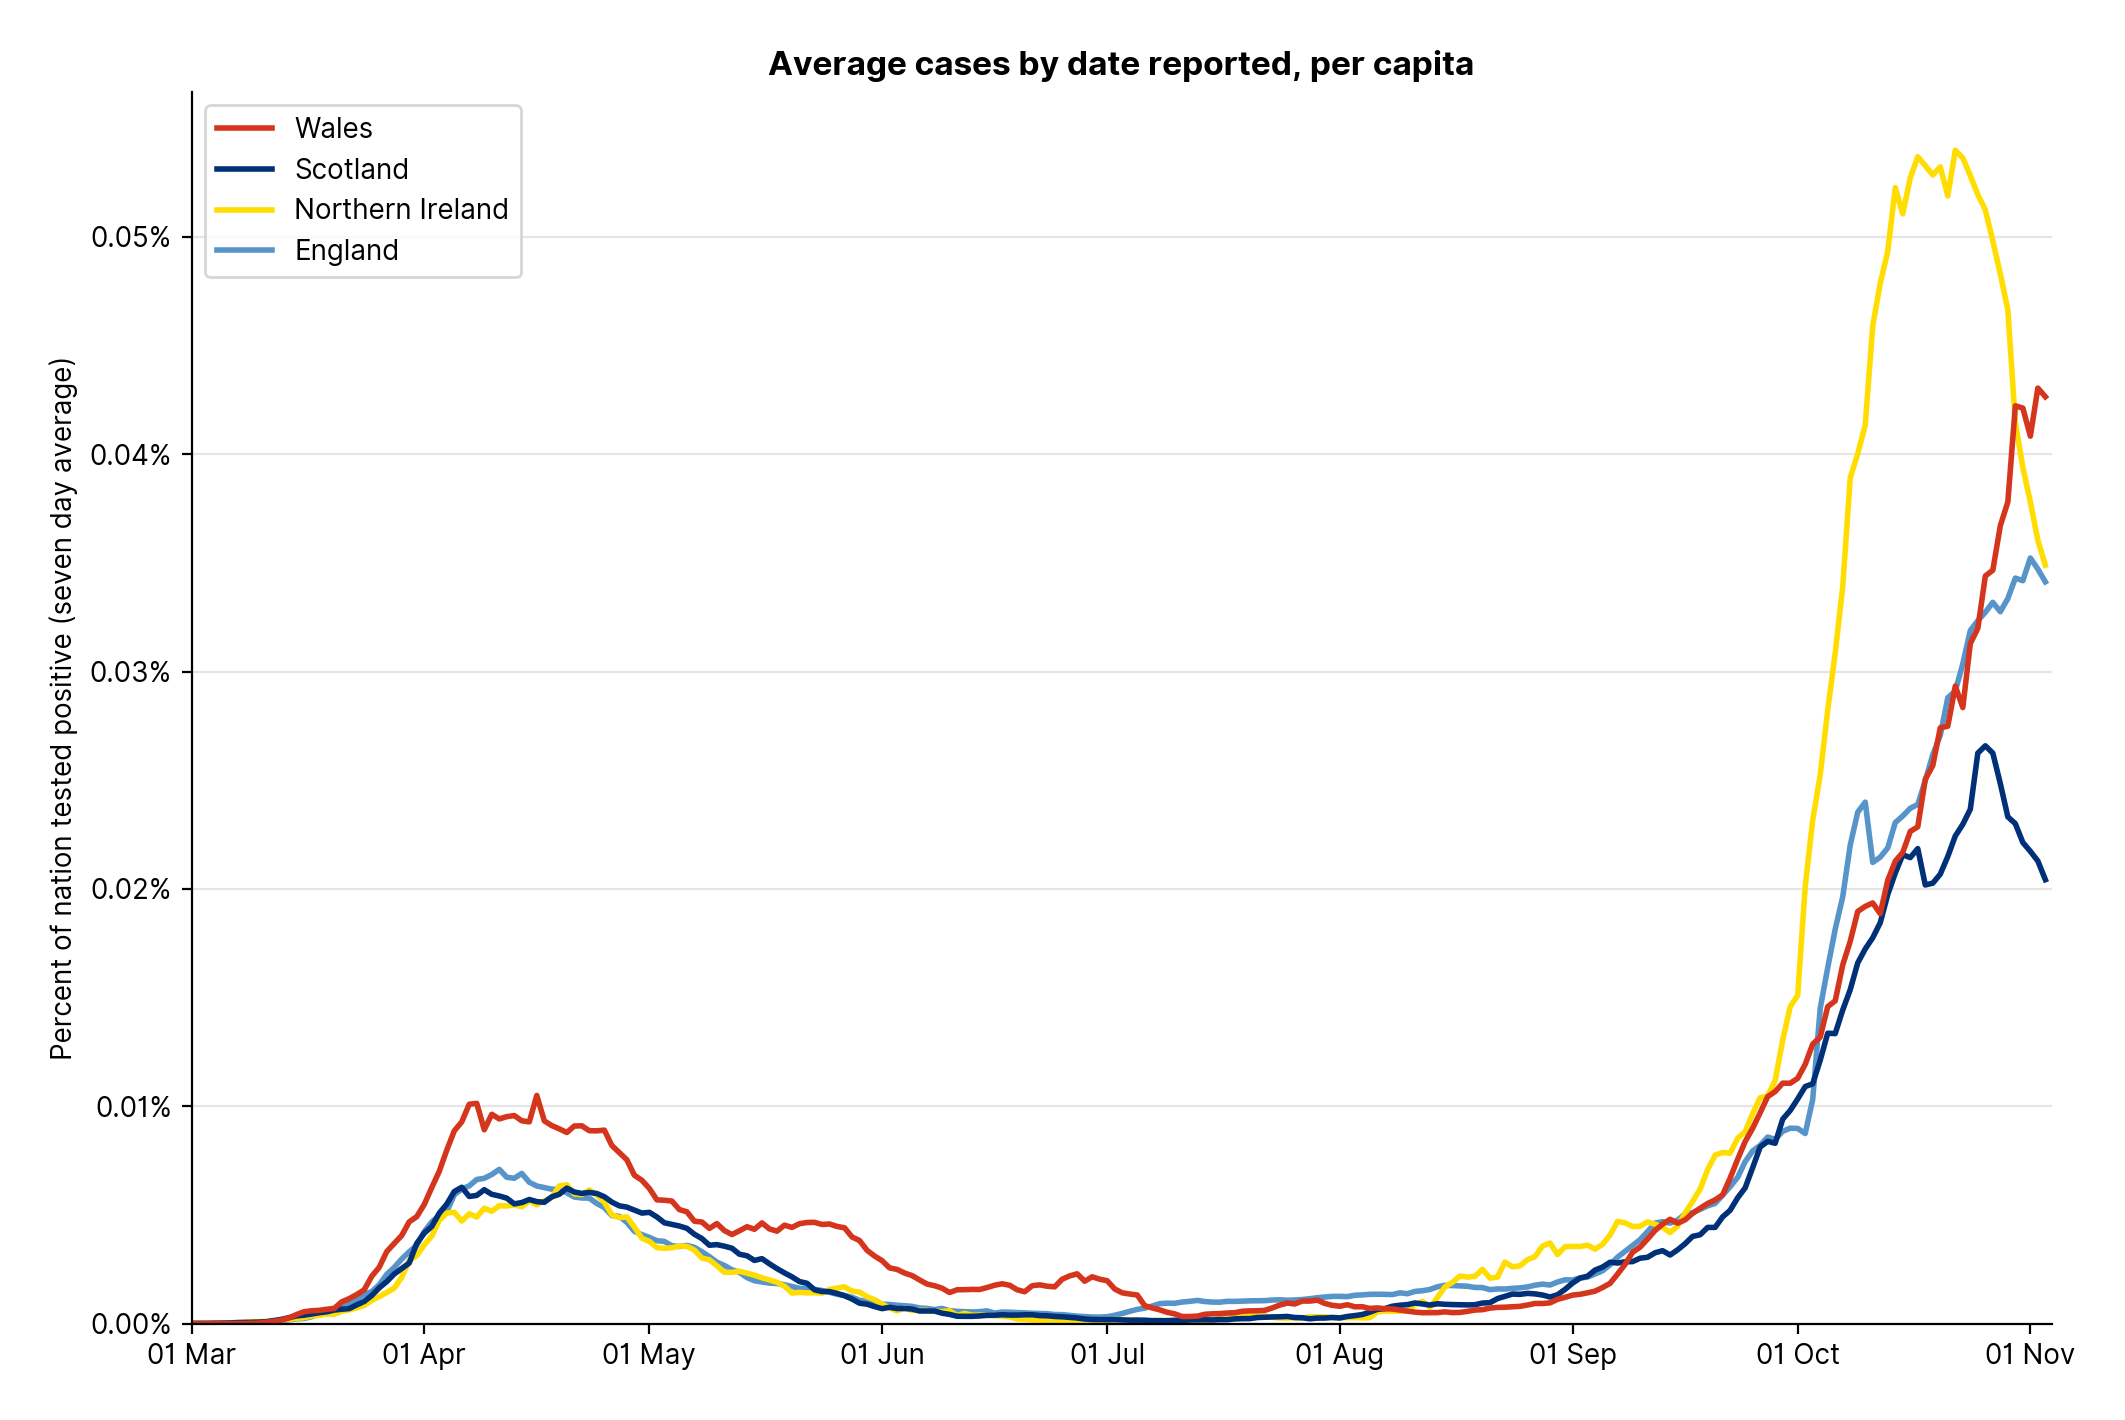 Average cases by date reported, per capita
Wales
Scotland
Northern Ireland
England
Percent of nation tested positive (seven day average)
0.05%
0.04%
0.03%
0.02%
0.01%
0.00%
01 Mar
01 Apr
01 May
01 Jun
01 Jul
01 Aug
01 Sep
01 Oct
01 Nov